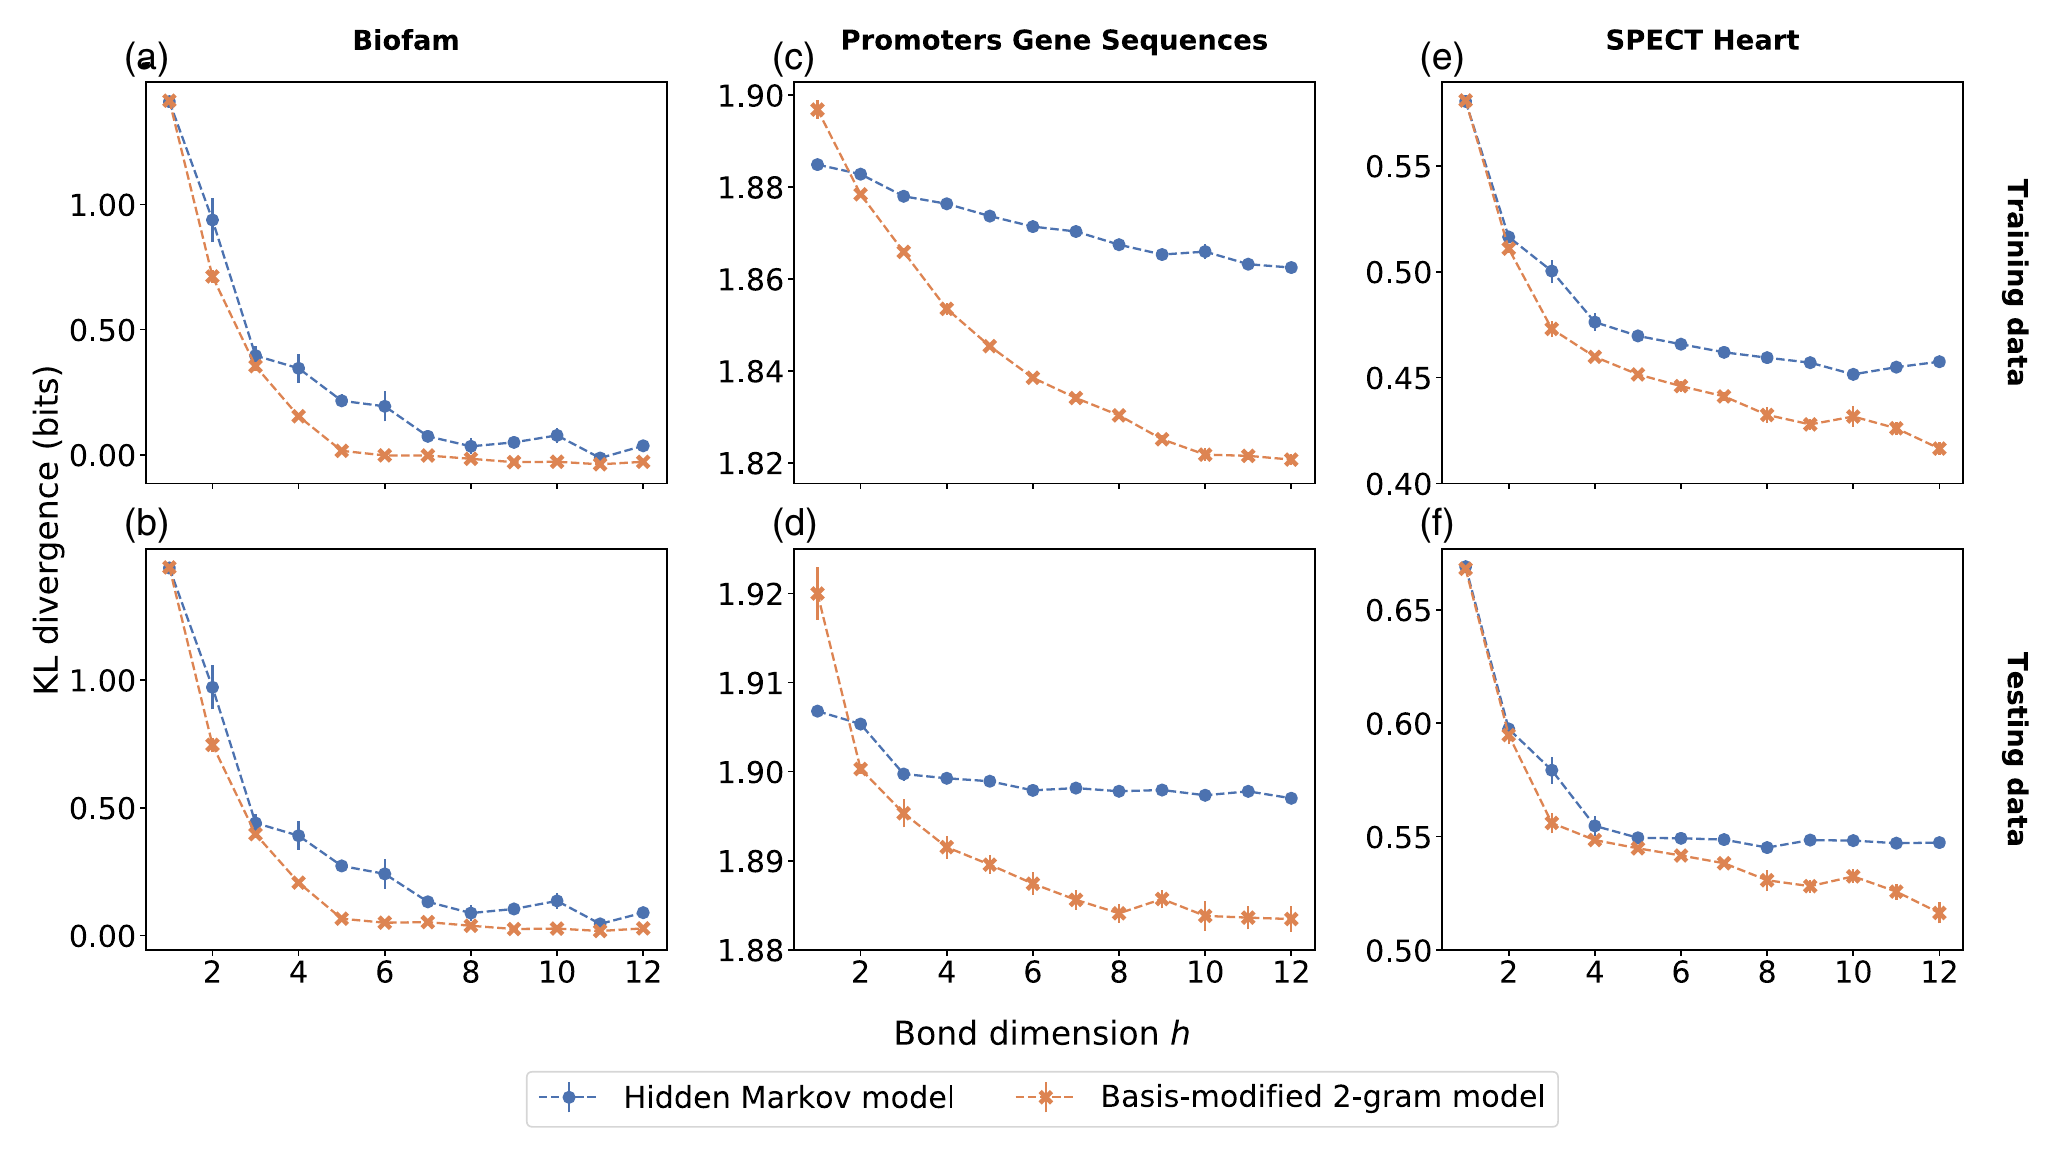 Biofam
Promoters Gene Sequences
SPECT Heart
(a)
(c)
(e)
1.00
0.50
0.00
1.90
1.88
1.86
1.84
1.82
0.55
0.50
0.45
0.40
Training data
KL divergence (bits)
(b)
(d)
(f)
1.00
0.50
0.00
1.92
1.91
1.90
1.89
1.88
0.65
0.60
0.55
0.50
Testing data
2 4 6 8 10 12
2 4 6 8 10 12
2 4 6 8 10 12
Bond dimension h
Hidden Markov model
Basis-modified 2-gram model